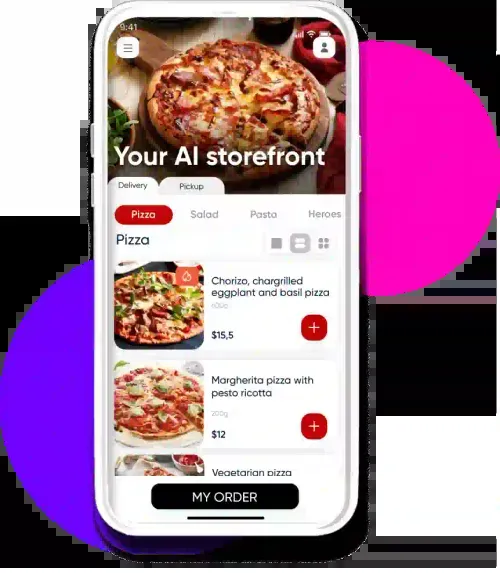 9:41
Your AI storefront
Delivery
Pickup
Pizza
Salad
Pasta
Heroes
Pizza
Chorizo, chargrilled
eggplant and basil pizza
$15,5
Margherita pizza with
pesto ricotta
200g
$12
Vegetarian pizza
MY ORDER